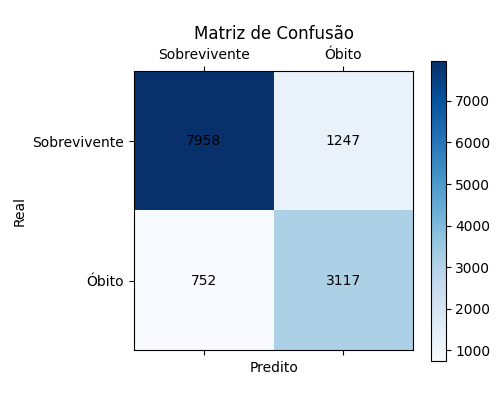 Matriz de Confusão
Sobrevivente Óbito
Sobrevivente 7958 1247
Óbito 752 3117
Real
Predito
7000
6000
5000
4000
3000
2000
1000